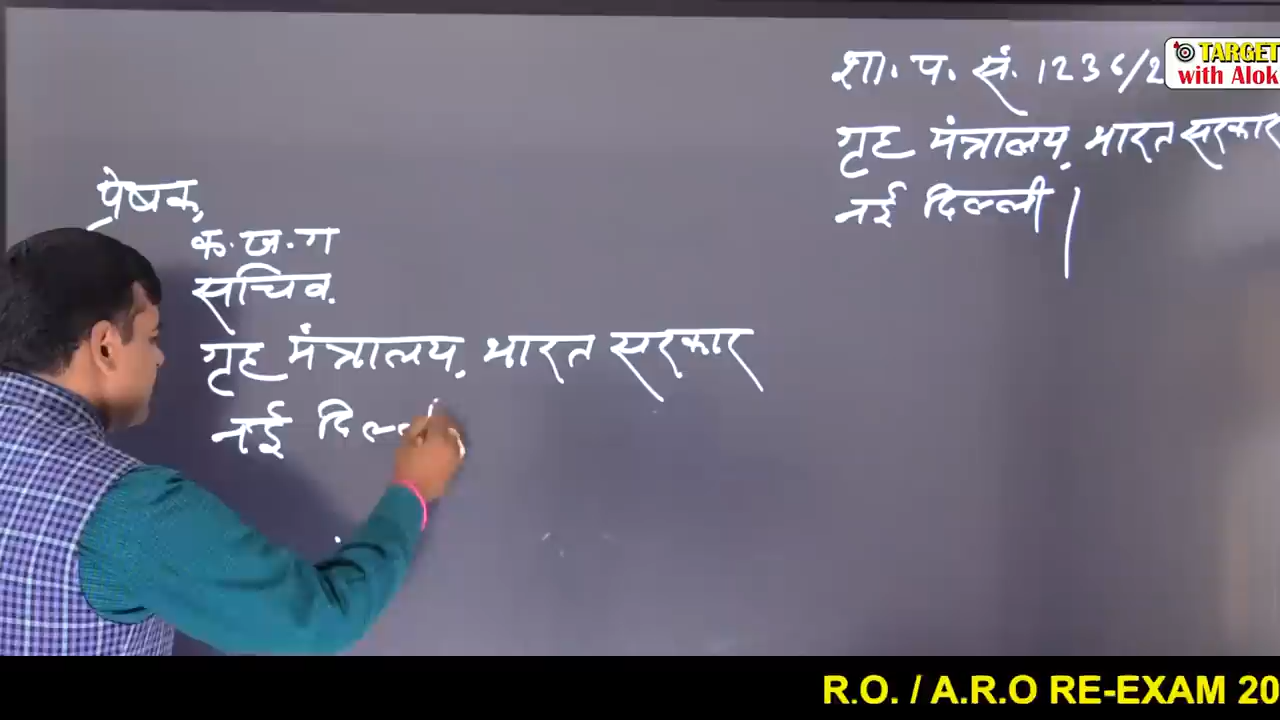 शा. प. सं. 1236/2
TARGET
with Alok
गृह मंत्रालय, भारत सरकार
नई दिल्ली।
प्रेषक,
क. ख. ग
सचिव,
गृह मंत्रालय, भारत सरकार
नई
R.O. / A.R.O RE-EXAM 20